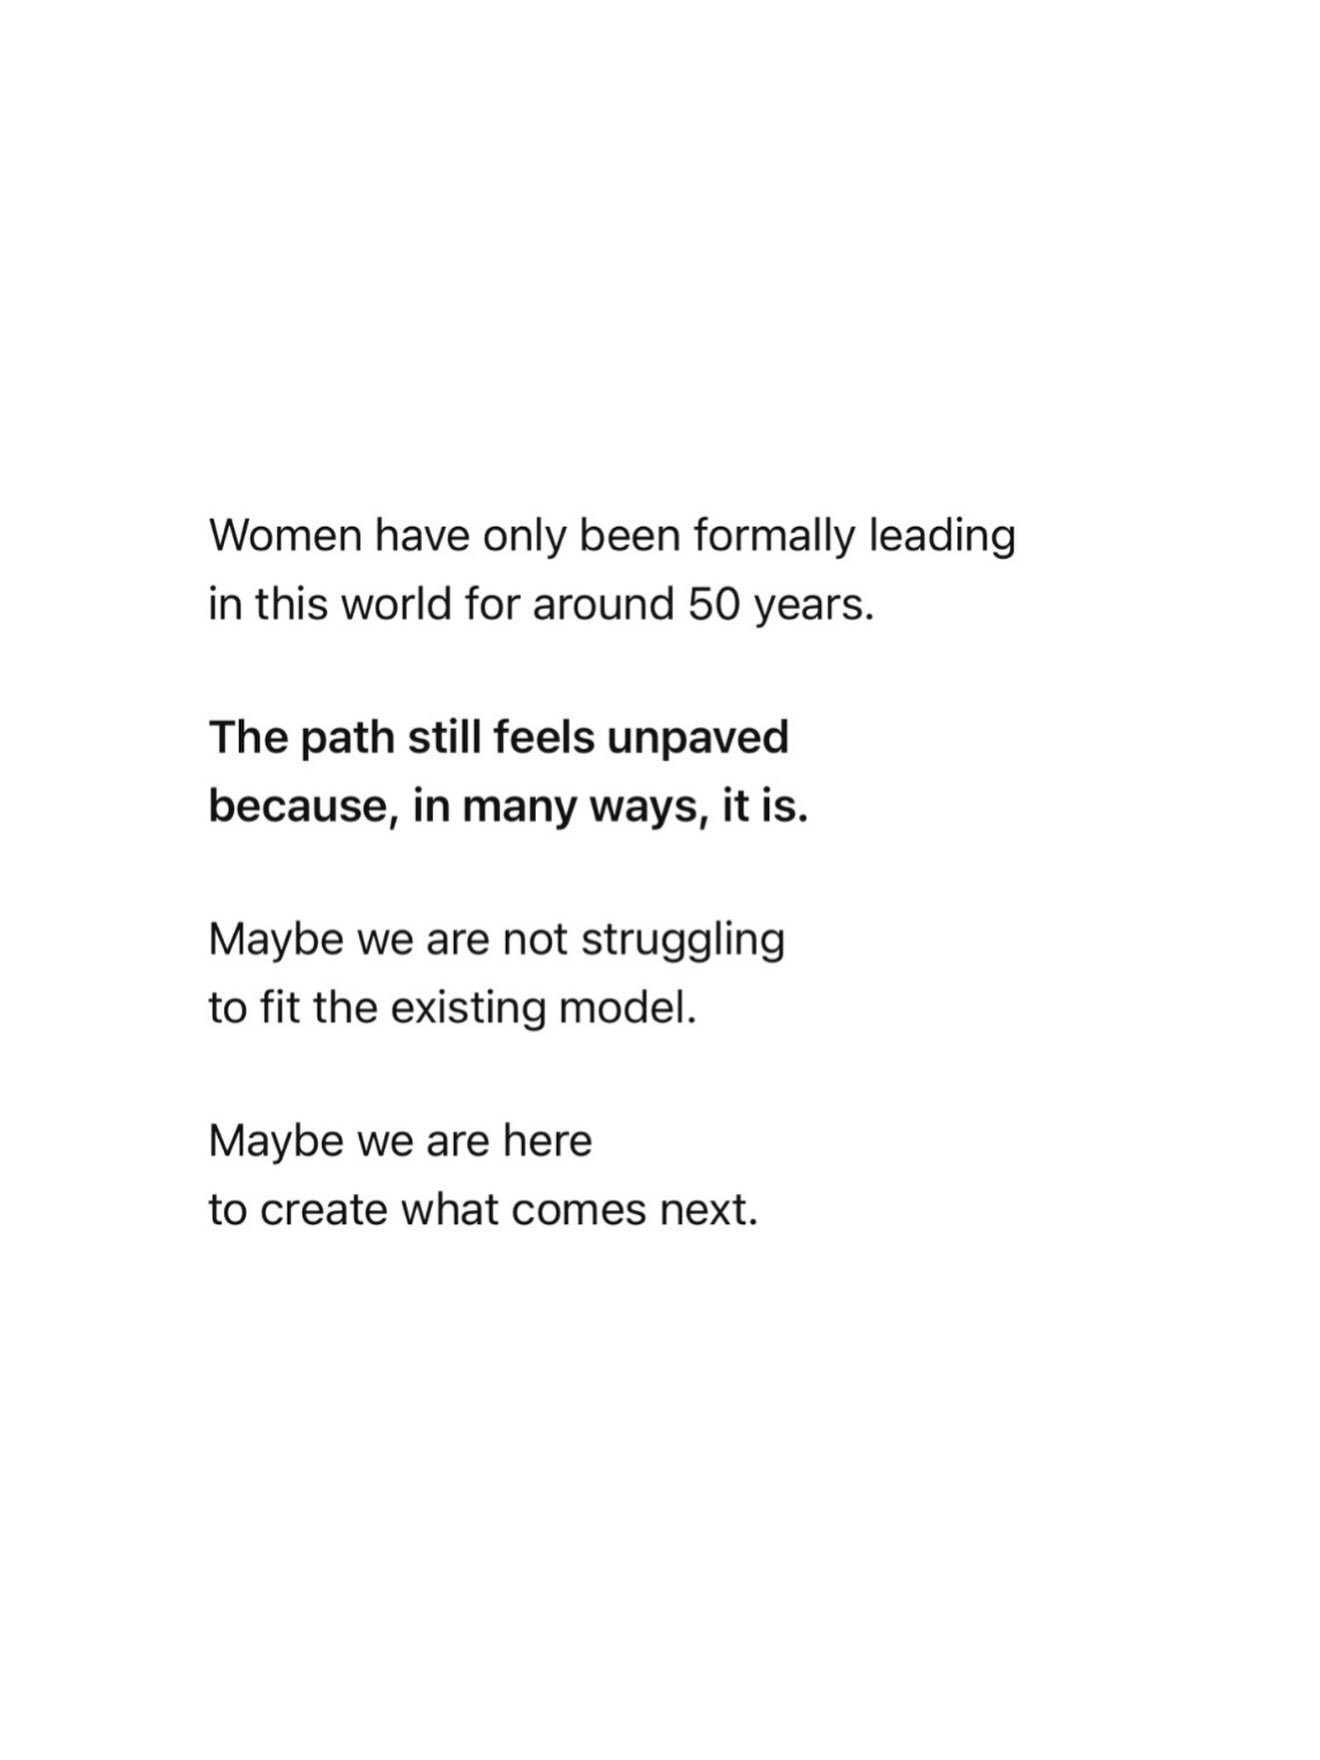 Women have only been formally leading
in this world for around 50 years.
The path still feels unpaved
because, in many ways, it is.
Maybe we are not struggling
to fit the existing model.
Maybe we are here
to create what comes next.